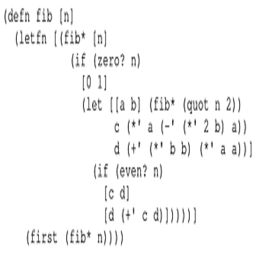 (defn fib [n]
  (letfn [(fib* [n]
            (if (zero? n)
              [0 1]
              (let [[a b] (fib* (quot n 2))
                    c (*' a (-' (*' 2 b) a))
                    d (+' (*' b b) (*' a a))]
                (if (even? n)
                  [c d]
                  [d (+' c d)]))))]
    (first (fib* n))))